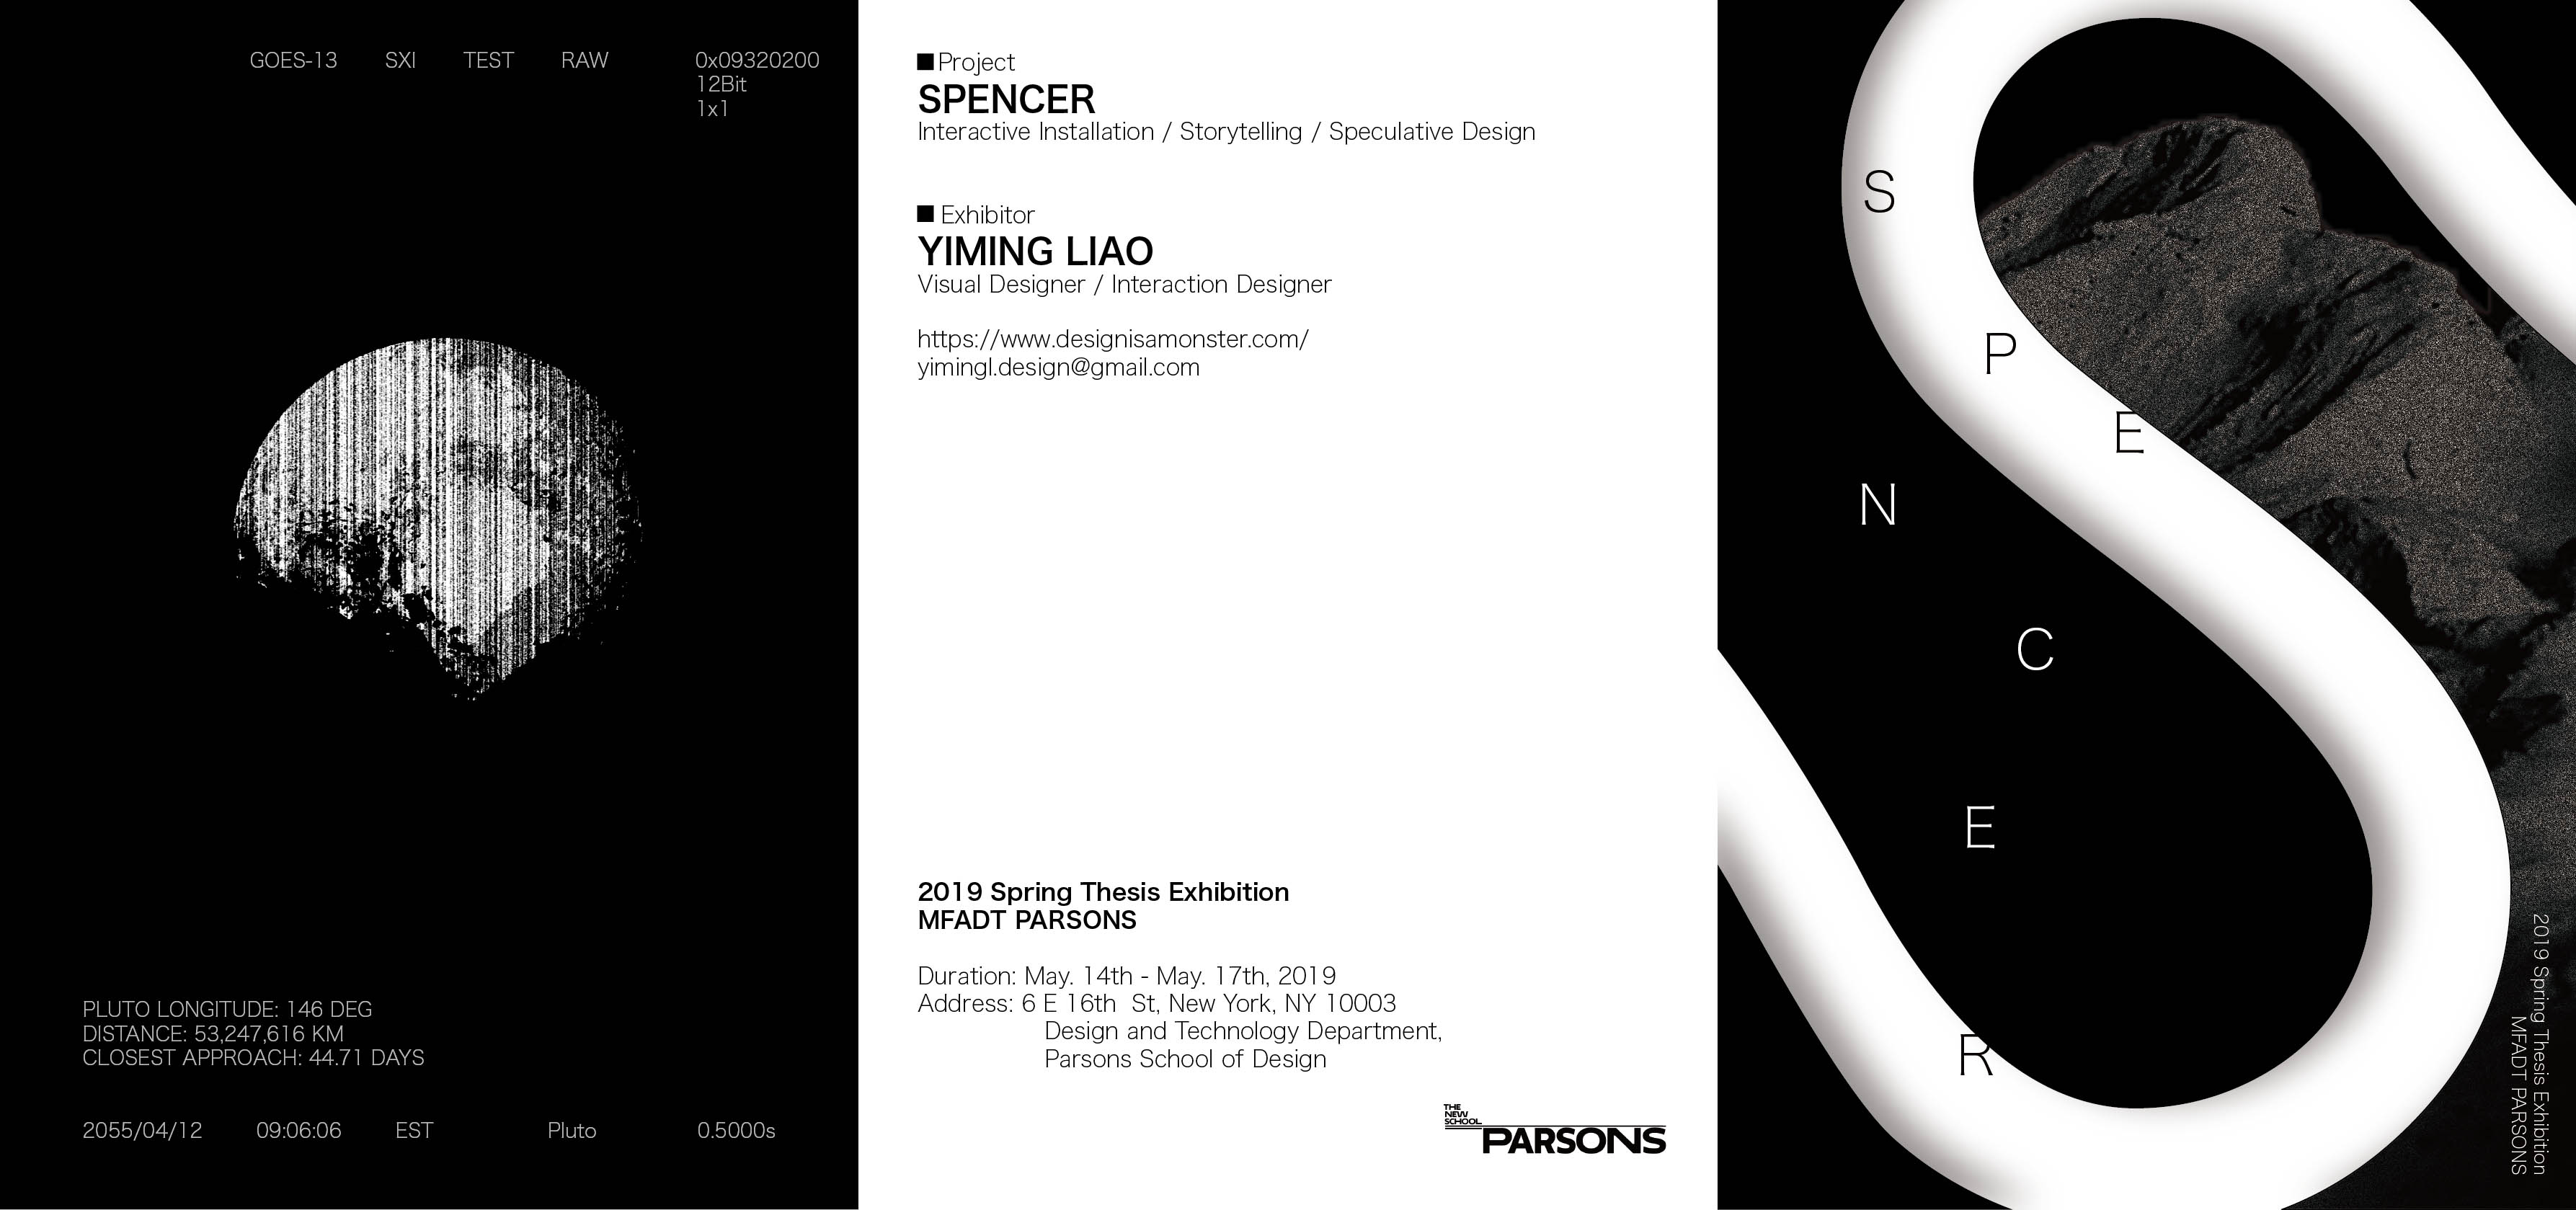 GOES-13 SXI TEST RAW 0x09320200
12Bit
1x1
PLUTO LONGITUDE: 146 DEG
DISTANCE: 53,247,616 KM
CLOSEST APPROACH: 44.71 DAYS
2055/04/12 09:06:06 EST Pluto 0.5000s
Project
SPENCER
Interactive Installation / Storytelling / Speculative Design
Exhibitor
YIMING LIAO
Visual Designer / Interaction Designer
https://www.designisamonster.com/
yimingl.design@gmail.com
2019 Spring Thesis Exhibition
MFADT PARSONS
Duration: May. 14th - May. 17th, 2019
Address: 6 E 16th St, New York, NY 10003
Design and Technology Department,
Parsons School of Design
THE
NEW
SCHOOL
PARSONS
S
P
E
N
C
E
R
2019 Spring Thesis Exhibition
MFADT PARSONS